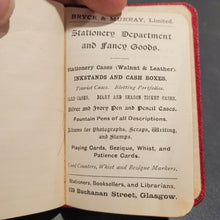 BRYCE & MURRAY, Limited.
Stationery Department
and Fancy Goods.
Stationery Cases (Walnut & Leather).
INKSTANDS AND CASH BOXES.
Tourist Cases. Blotting Portfolios.
CARD CASES. DIARY AND SEASON TICKET CASES.
Silver and Ivory Pen and Pencil Cases.
Fountain Pens of all Descriptions.
Albums for Photographs, Scraps, Writing,
and Stamps.
Playing Cards, Bezique, Whist, and
Patience Cards.
Card Counters, Whist and Bezique Markers.
Stationers, Booksellers, and Librarians,
129 Buchanan Street, Glasgow.